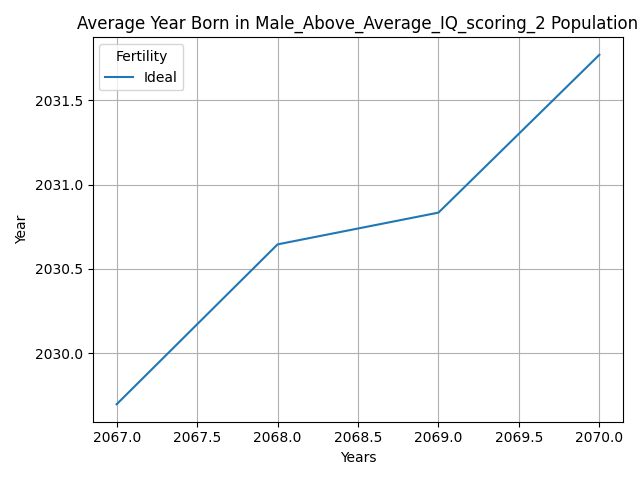 Average Year Born in Male_Above_Average_IQ_scoring_2 Population
Fertility
Ideal
2031.5
2031.0
2030.5
2030.0
Year
2067.0 2067.5 2068.0 2068.5 2069.0 2069.5 2070.0
Years